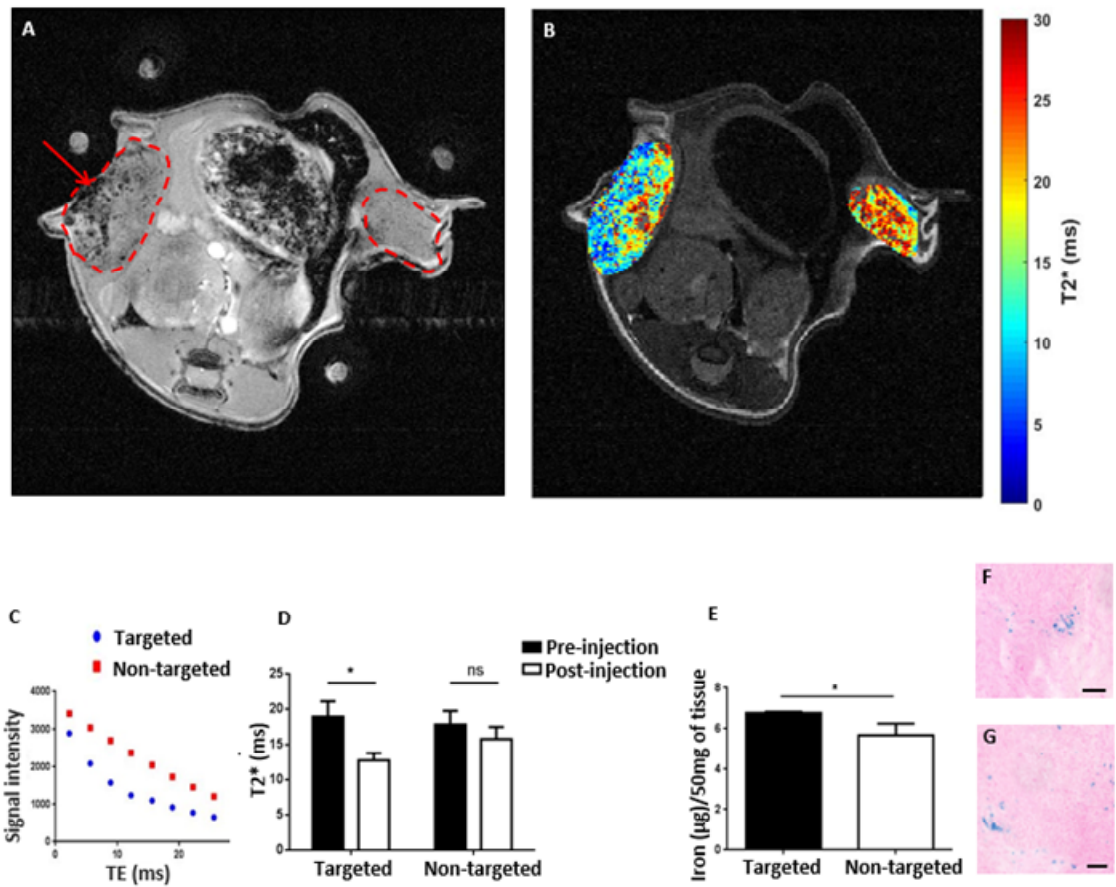 A
B
30
25
20
15
10
5
0
T2* (ms)
C
Targeted
Non-targeted
4000
3000
2000
1000
0
0
10
20
Signal intensity
TE (ms)
D
Pre-injection
Post-injection
*
ns
25
20
15
10
5
0
T2* (ms)
Targeted
Non-targeted
E
*
8
6
4
2
0
Iron (µg)/50mg of tissue
Targeted
Non-targeted
F
G